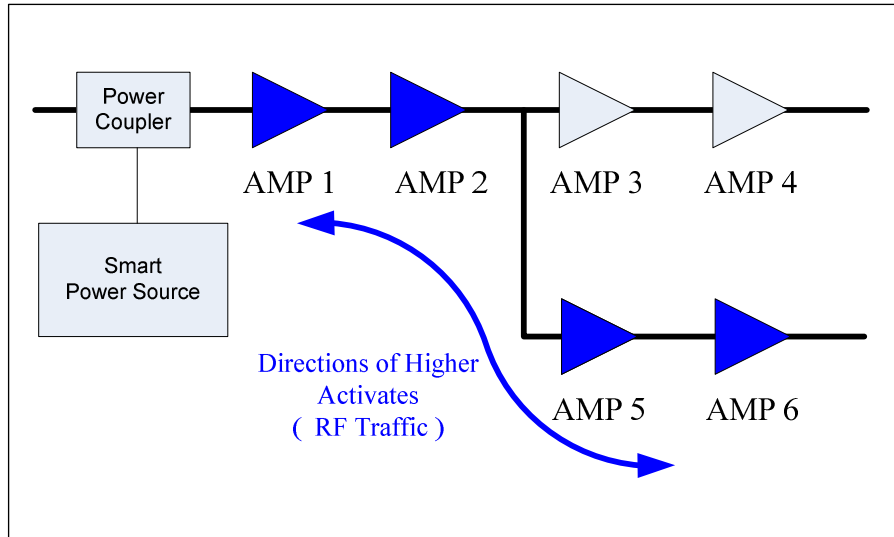 Power
Coupler
AMP 1
AMP 2
AMP 3
AMP 4
Smart
Power Source
Directions of Higher
Activates
( RF Traffic )
AMP 5
AMP 6